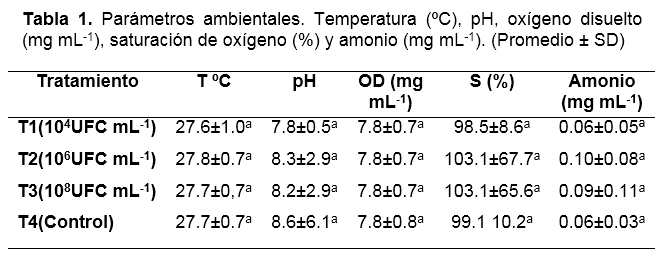 Tabla 1. Parámetros ambientales. Temperatura (ºC), pH, oxígeno disuelto
(mg mL-1), saturación de oxígeno (%) y amonio (mg mL-1). (Promedio ± SD)
Tratamiento T ºC pH OD (mg mL-1) S (%) Amonio (mg mL-1)
T1(10⁴UFC mL-1) 27.6±1.0ᵃ 7.8±0.5ᵃ 7.8±0.7ᵃ 98.5±8.6ᵃ 0.06±0.05ᵃ
T2(10⁶UFC mL-1) 27.8±0.7ᵃ 8.3±2.9ᵃ 7.8±0.7ᵃ 103.1±67.7ᵃ 0.10±0.08ᵃ
T3(10⁸UFC mL-1) 27.7±0,7ᵃ 8.2±2.9ᵃ 7.8±0.7ᵃ 103.1±65.6ᵃ 0.09±0.11ᵃ
T4(Control) 27.7±0.7ᵃ 8.6±6.1ᵃ 7.8±0.8ᵃ 99.1 10.2ᵃ 0.06±0.03ᵃ